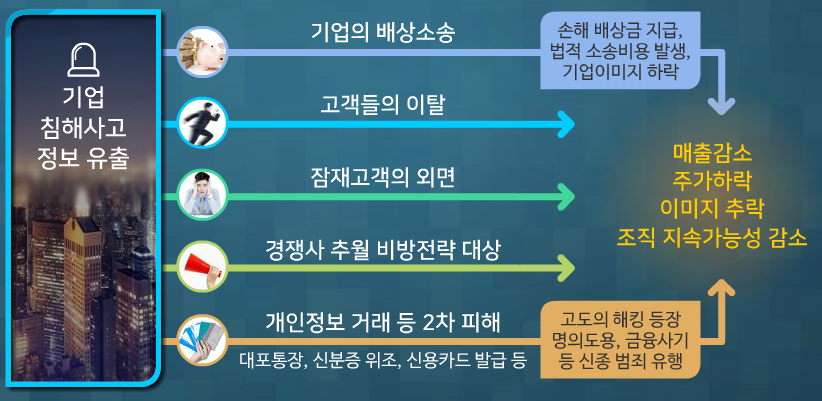 기업
침해사고
정보 유출
기업의 배상소송
손해 배상금 지급,
법적 소송비용 발생,
기업이미지 하락
고객들의 이탈
잠재고객의 외면
경쟁사 추월 비방전략 대상
개인정보 거래 등 2차 피해
대포통장, 신분증 위조, 신용카드 발급 등
고도의 해킹 등장
명의도용, 금융사기
등 신종 범죄 유행
매출감소
주가하락
이미지 추락
조직 지속가능성 감소